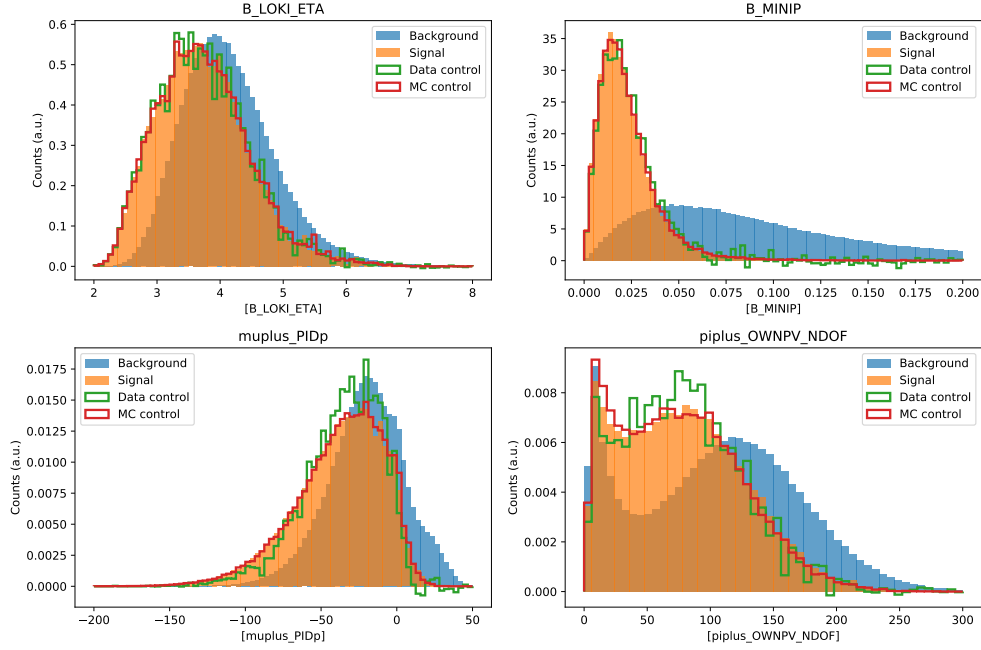 B_LOKI_ETA
Counts (a.u.)
0.6
0.5
0.4
0.3
0.2
0.1
0.0
2 3 4 5 6 7 8
[B_LOKI_ETA]
Background
Signal
Data control
MC control
B_MINIP
Counts (a.u.)
35
30
25
20
15
10
5
0
0.000 0.025 0.050 0.075 0.100 0.125 0.150 0.175 0.200
[B_MINIP]
Background
Signal
Data control
MC control
muplus_PIDp
Counts (a.u.)
0.0175
0.0150
0.0125
0.0100
0.0075
0.0050
0.0025
0.0000
−200 −150 −100 −50 0 50
[muplus_PIDp]
Background
Signal
Data control
MC control
piplus_OWNPV_NDOF
Counts (a.u.)
0.008
0.006
0.004
0.002
0.000
0 50 100 150 200 250 300
[piplus_OWNPV_NDOF]
Background
Signal
Data control
MC control